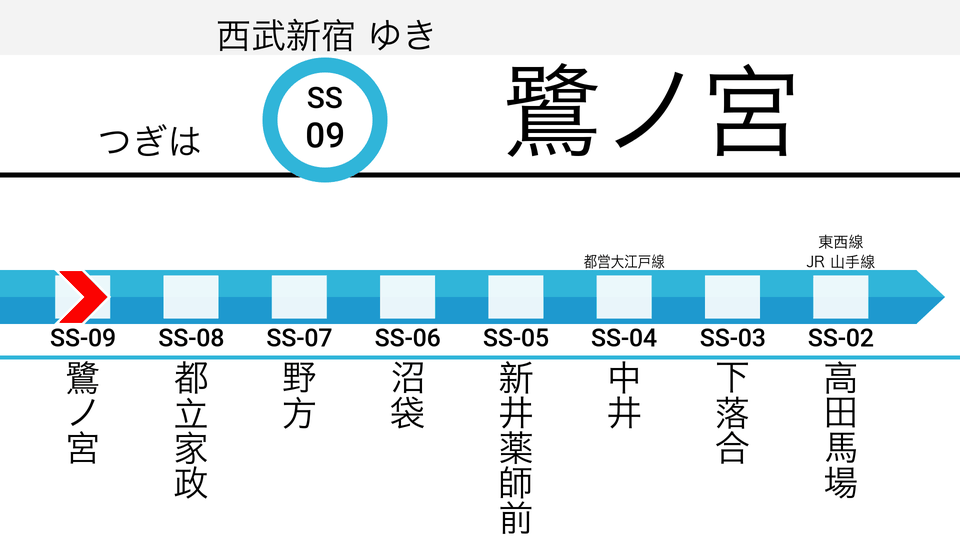 西武新宿 ゆき
つぎは
SS
09
鷺ノ宮
都営大江戸線
東西線
JR 山手線
SS-09
SS-08
SS-07
SS-06
SS-05
SS-04
SS-03
SS-02
鷺ノ宮
都立家政
野方
沼袋
新井薬師前
中井
下落合
高田馬場